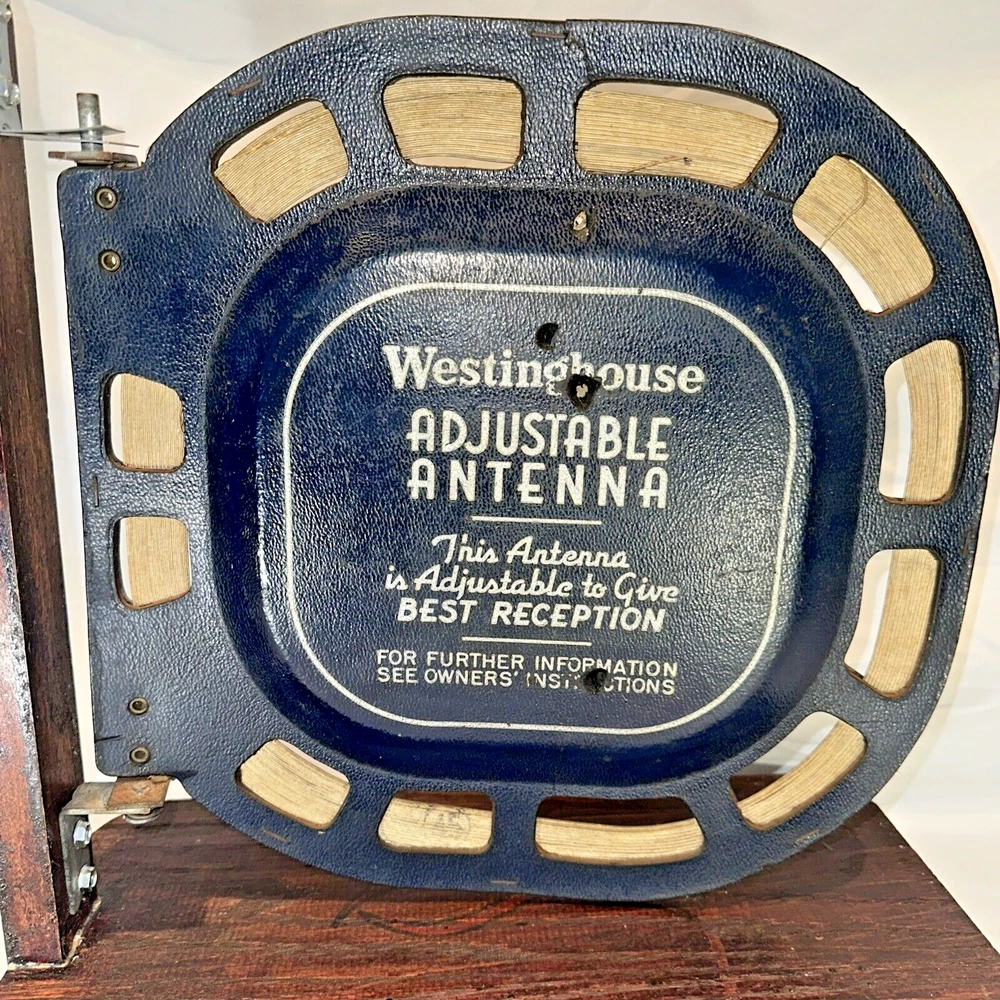 Westinghouse
ADJUSTABLE
ANTENNA
This Antenna
is Adjustable to Give
BEST RECEPTION
FOR FURTHER INFORMATION
SEE OWNERS' INSTRUCTIONS